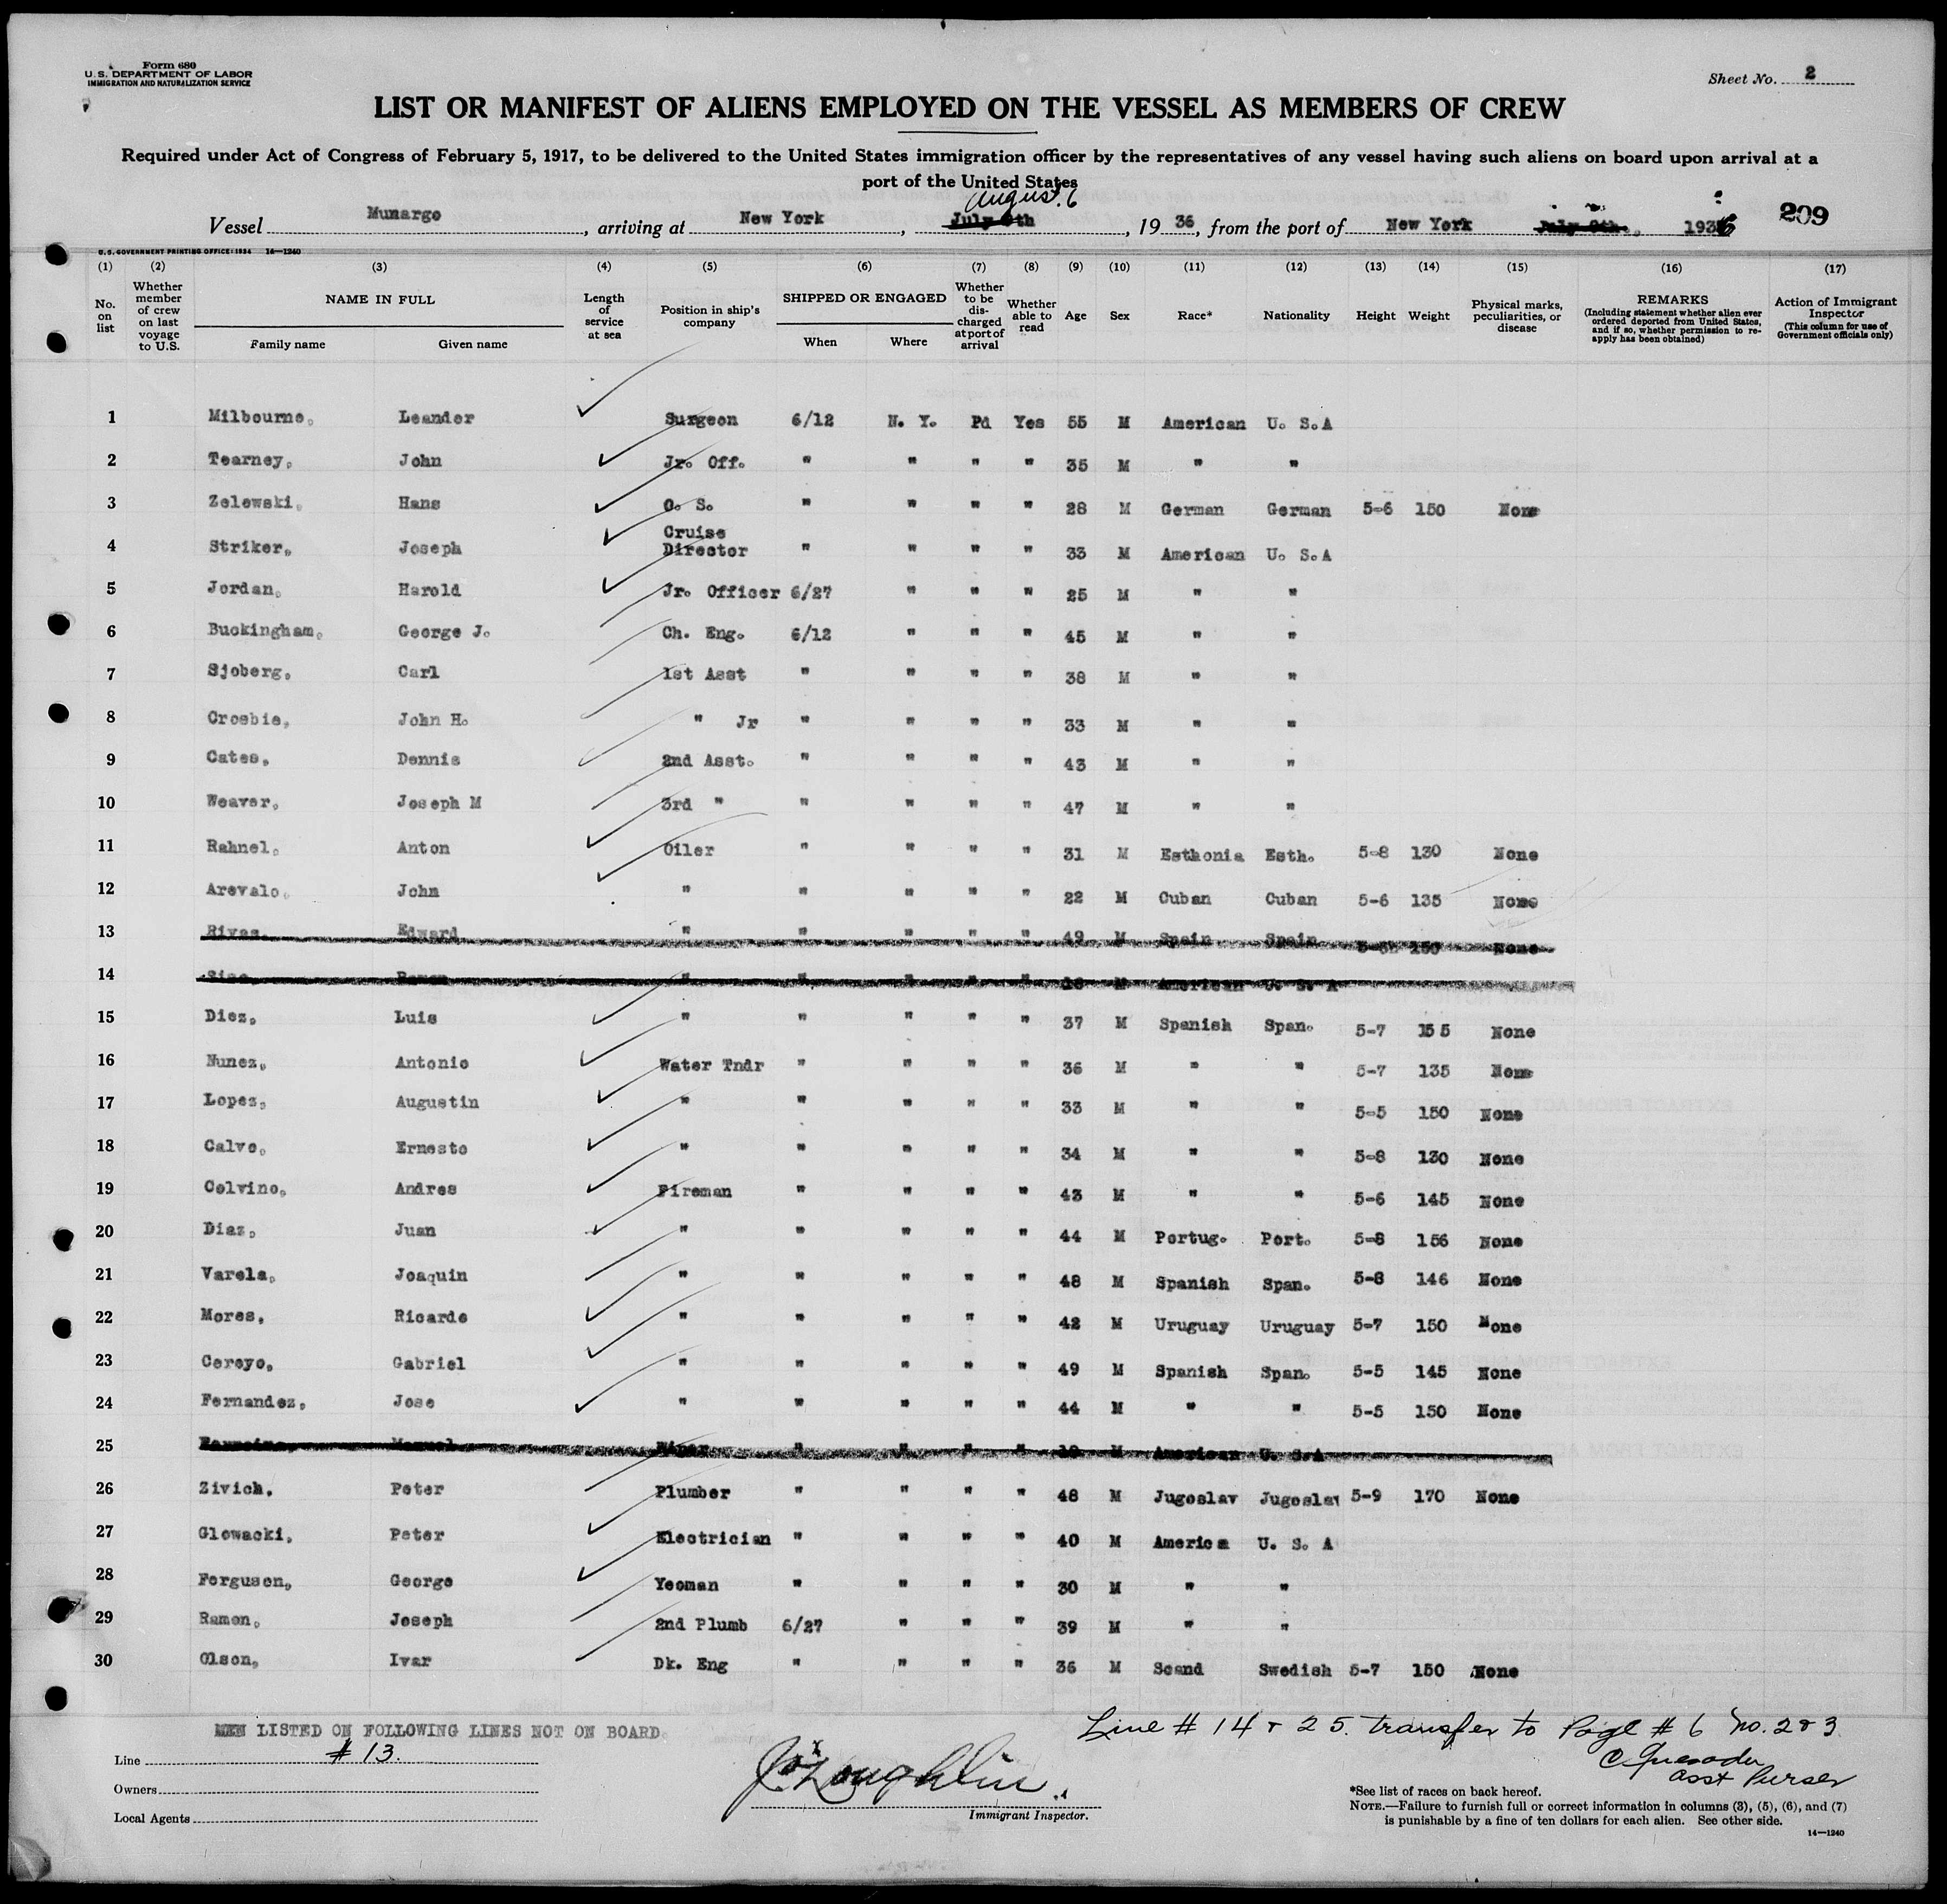 Form 680
U. S. DEPARTMENT OF LABOR
IMMIGRATION AND NATURALIZATION SERVICE
Sheet No. 2
LIST OR MANIFEST OF ALIENS EMPLOYED ON THE VESSEL AS MEMBERS OF CREW
Required under Act of Congress of February 5, 1917, to be delivered to the United States immigration officer by the representatives of any vessel having such aliens on board upon arrival at a
port of the United States
August 6
Vessel Munargo, arriving at New York, July 8th, 19 36, from the port of New York July 9th., 1936 209
U. S. GOVERNMENT PRINTING OFFICE: 1934 14—1240
(1) (2) (3) (4) (5) (6) (7) (8) (9) (10) (11) (12) (13) (14) (15) (16) (17)
No. on list Whether member of crew on last voyage to U.S. NAME IN FULL Family name Given name Length of service at sea Position in ship's company SHIPPED OR ENGAGED When Where Whether to be discharged at port of arrival Whether able to read Age Sex Race* Nationality Height Weight Physical marks, peculiarities, or disease REMARKS (Including statement whether alien ever ordered deported from United States, and if so, whether permission to re-apply has been obtained) Action of Immigrant Inspector (This column for use of Government officials only)
1 Milbourne, Leander Surgeon 6/12 N. Y. Pd Yes 55 M American U. S.A
2 Tearney, John Jr. Off. " " " " 35 M " "
3 Zelewski, Hans O. S. " " " " 28 M German German 5-6 150 None
4 Striker, Joseph Cruise Director " " " " 33 M American U. S.A
5 Jordan, Harold Jr. Officer 6/27 " " " 25 M " "
6 Buckingham, George J. Ch. Eng. 6/12 " " " 45 M " "
7 Sjoberg, Carl 1st Asst " " " " 38 M " "
8 Crosbie, John H. " Jr " " " " 33 M " "
9 Cates, Dennis 2nd Asst. " " " " 43 M " "
10 Weaver, Joseph M 3rd " " " " " 47 M " "
11 Rahnel, Anton Oiler " " " " 31 M Esthonia Esth. 5-8 130 None
12 Arevalo, John " " " " " 22 M Cuban Cuban 5-6 135 None
13 Rivas, Edward " " " " " 49 M Spain Spain 150 None
14 " " " " " 18 M American U. S. A
15 Diez, Luis " " " " " 37 M Spanish Span. 5-7 155 None
16 Nunez, Antonio Water Tndr " " " " 36 M " " 5-7 135 None
17 Lopez, Augustin " " " " " 33 M " " 5-5 150 None
18 Calvo, Ernesto " " " " " 34 M " " 5-8 130 None
19 Colvino, Andres Fireman " " " " 43 M " " 5-6 145 None
20 Diaz, Juan " " " " " 44 M Portug. Port. 5-8 156 None
21 Varela, Joaquin " " " " " 48 M Spanish Span. 5-8 146 None
22 Mores, Ricardo " " " " " 42 M Uruguay Uruguay 5-7 150 None
23 Cereyo, Gabriel " " " " " 49 M Spanish Span. 5-5 145 None
24 Fernandez, Jose " " " " " 44 M " " 5-5 150 None
25 Manuel Wiper " " " " M American U. S.A
26 Zivich, Peter Plumber " " " " 48 M Jugoslav Jugoslav 5-9 170 None
27 Glowacki, Peter Electrician " " " " 40 M America U. S. A
28 Ferguson, George Yeoman " " " " 30 M " "
29 Ramon, Joseph 2nd Plumb 6/27 " " " 39 M " "
30 Olson, Ivar Dk. Eng " " " " 36 M Scand Swedish 5-7 150 None
MEN LISTED ON FOLLOWING LINES NOT ON BOARD.
Line # 13.
Owners
Local Agents
Line # 14 & 25. transfer to Page # 6 No. 2 & 3
C Quesada
asst Purser
J. Loughlin
Immigrant Inspector.
*See list of races on back hereof.
NOTE.—Failure to furnish full or correct information in columns (3), (5), (6), and (7)
is punishable by a fine of ten dollars for each alien. See other side.
14—1240